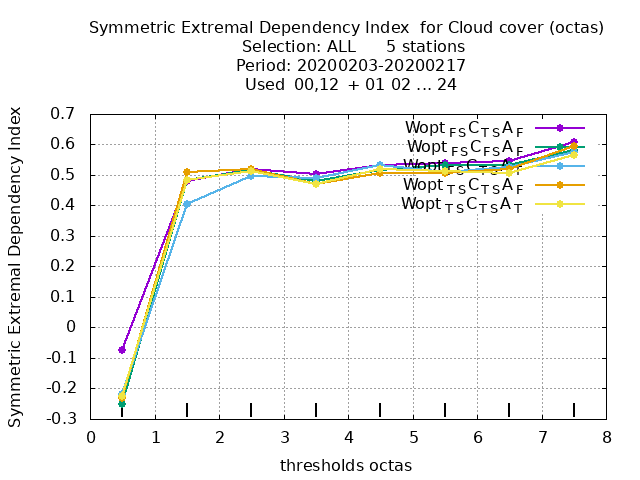 Symmetric Extremal Dependency Index for Cloud cover (octas)
Selection: ALL 5 stations
Period: 20200203-20200217
Used 00,12 + 01 02 ... 24
Symmetric Extremal Dependency Index
0.7
0.6
0.5
0.4
0.3
0.2
0.1
0
-0.1
-0.2
-0.3
0 1 2 3 4 5 6 7 8
thresholds octas
Wopt FS C TS A F
Wopt FS C FS A F
Wopt
Wopt TS C TS A F
Wopt TS C TS A T